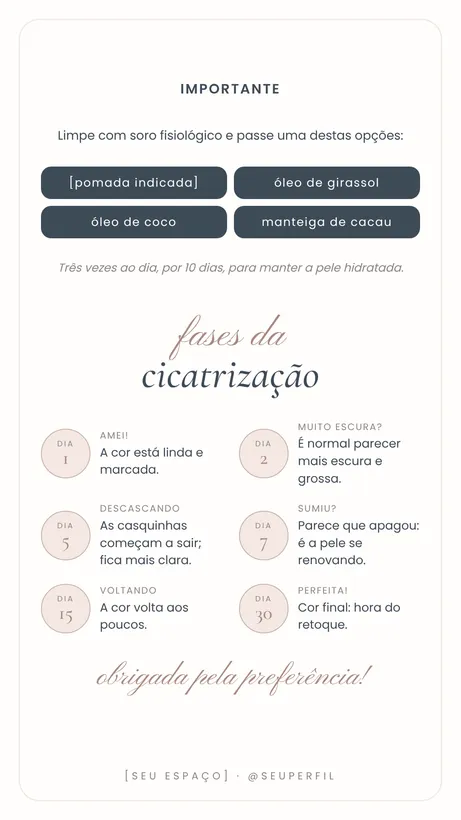 IMPORTANTE
Limpe com soro fisiológico e passe uma destas opções:
[pomada indicada]
óleo de girassol
óleo de coco
manteiga de cacau
Três vezes ao dia, por 10 dias, para manter a pele hidratada.
fases da
cicatrização
DIA
1
AMEI!
A cor está linda e
marcada.
DIA
2
MUITO ESCURA?
É normal parecer
mais escura e
grossa.
DIA
5
DESCASCANDO
As casquinhas
começam a sair;
fica mais clara.
DIA
7
SUMIU?
Parece que apagou:
é a pele se
renovando.
DIA
15
VOLTANDO
A cor volta aos
poucos.
DIA
30
PERFEITA!
Cor final: hora do
retoque.
obrigada pela preferência!
[SEU ESPAÇO] · @SEUPERFIL